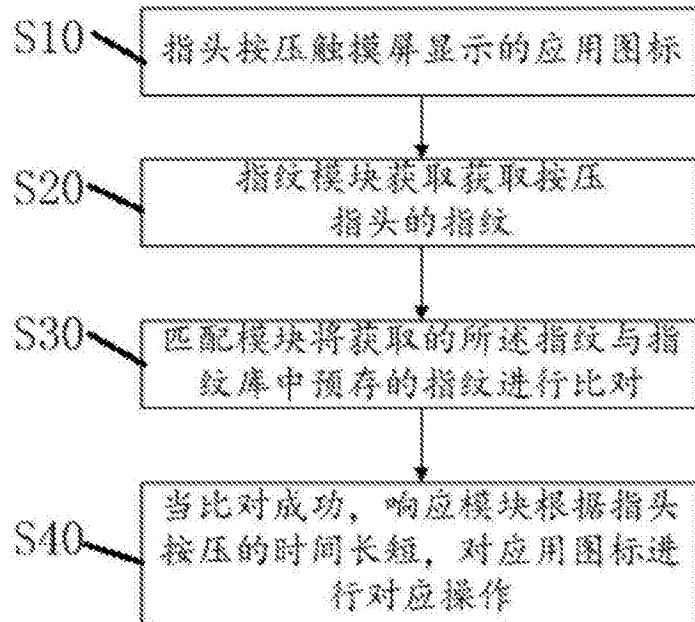 S10
指头按压触摸屏显示的应用图标
S20
指纹模块获取获取按压
指头的指纹
S30
匹配模块将获取的所述指纹与指
纹库中预存的指纹进行比对
S40
当比对成功，响应模块根据指头
按压的时间长短，对应用图标进
行对应操作